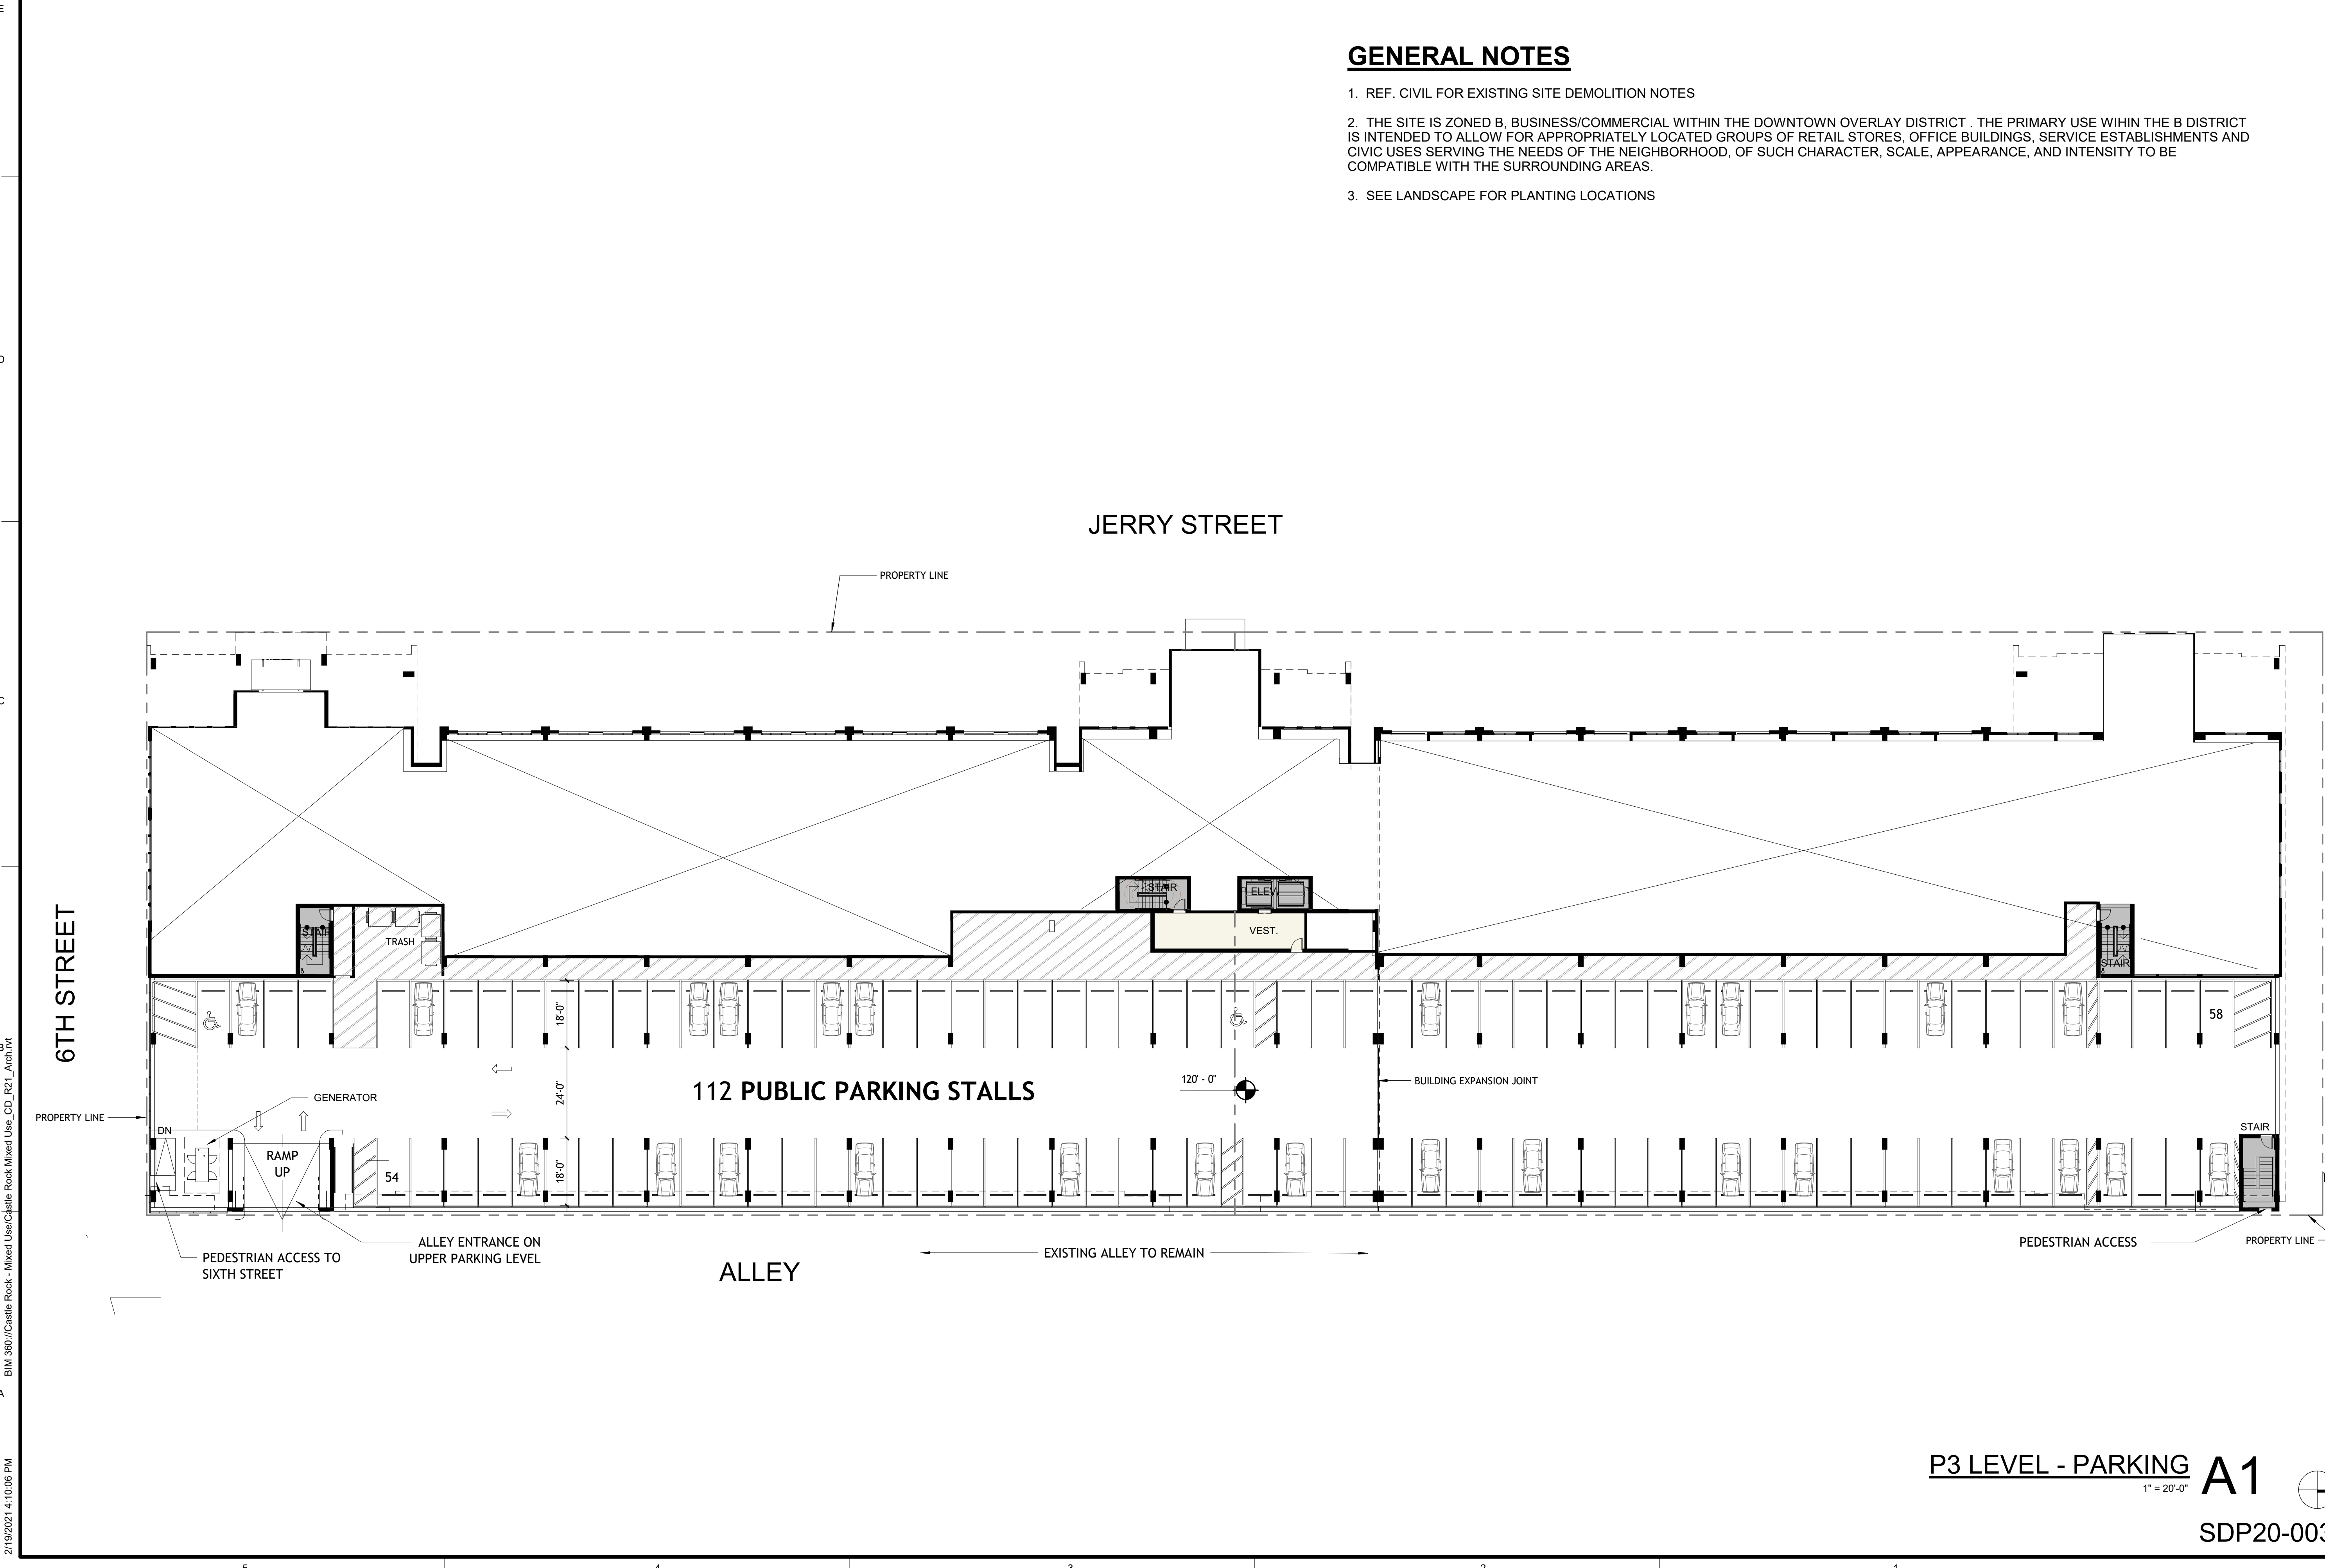 GENERAL NOTES
1. REF. CIVIL FOR EXISTING SITE DEMOLITION NOTES
2. THE SITE IS ZONED B, BUSINESS/COMMERCIAL WITHIN THE DOWNTOWN OVERLAY DISTRICT . THE PRIMARY USE WIHIN THE B DISTRICT
IS INTENDED TO ALLOW FOR APPROPRIATELY LOCATED GROUPS OF RETAIL STORES, OFFICE BUILDINGS, SERVICE ESTABLISHMENTS AND
CIVIC USES SERVING THE NEEDS OF THE NEIGHBORHOOD, OF SUCH CHARACTER, SCALE, APPEARANCE, AND INTENSITY TO BE
COMPATIBLE WITH THE SURROUNDING AREAS.
3. SEE LANDSCAPE FOR PLANTING LOCATIONS
JERRY STREET
PROPERTY LINE
STAIR
ELEV.
VEST.
STAIR
TRASH
STAIR
6TH STREET
18'-0"
58
24'-0"
112 PUBLIC PARKING STALLS
120' - 0"
BUILDING EXPANSION JOINT
GENERATOR
PROPERTY LINE
DN
RAMP
UP
54
18'-0"
STAIR
PEDESTRIAN ACCESS TO
SIXTH STREET
ALLEY ENTRANCE ON
UPPER PARKING LEVEL
ALLEY
EXISTING ALLEY TO REMAIN
PEDESTRIAN ACCESS
PROPERTY LINE
BIM 360://Castle Rock - Mixed Use/Castle Rock Mixed Use_CD_R21_Arch.rvt
2/19/2021 4:10:06 PM
P3 LEVEL - PARKING
A1
1" = 20'-0"
SDP20-003